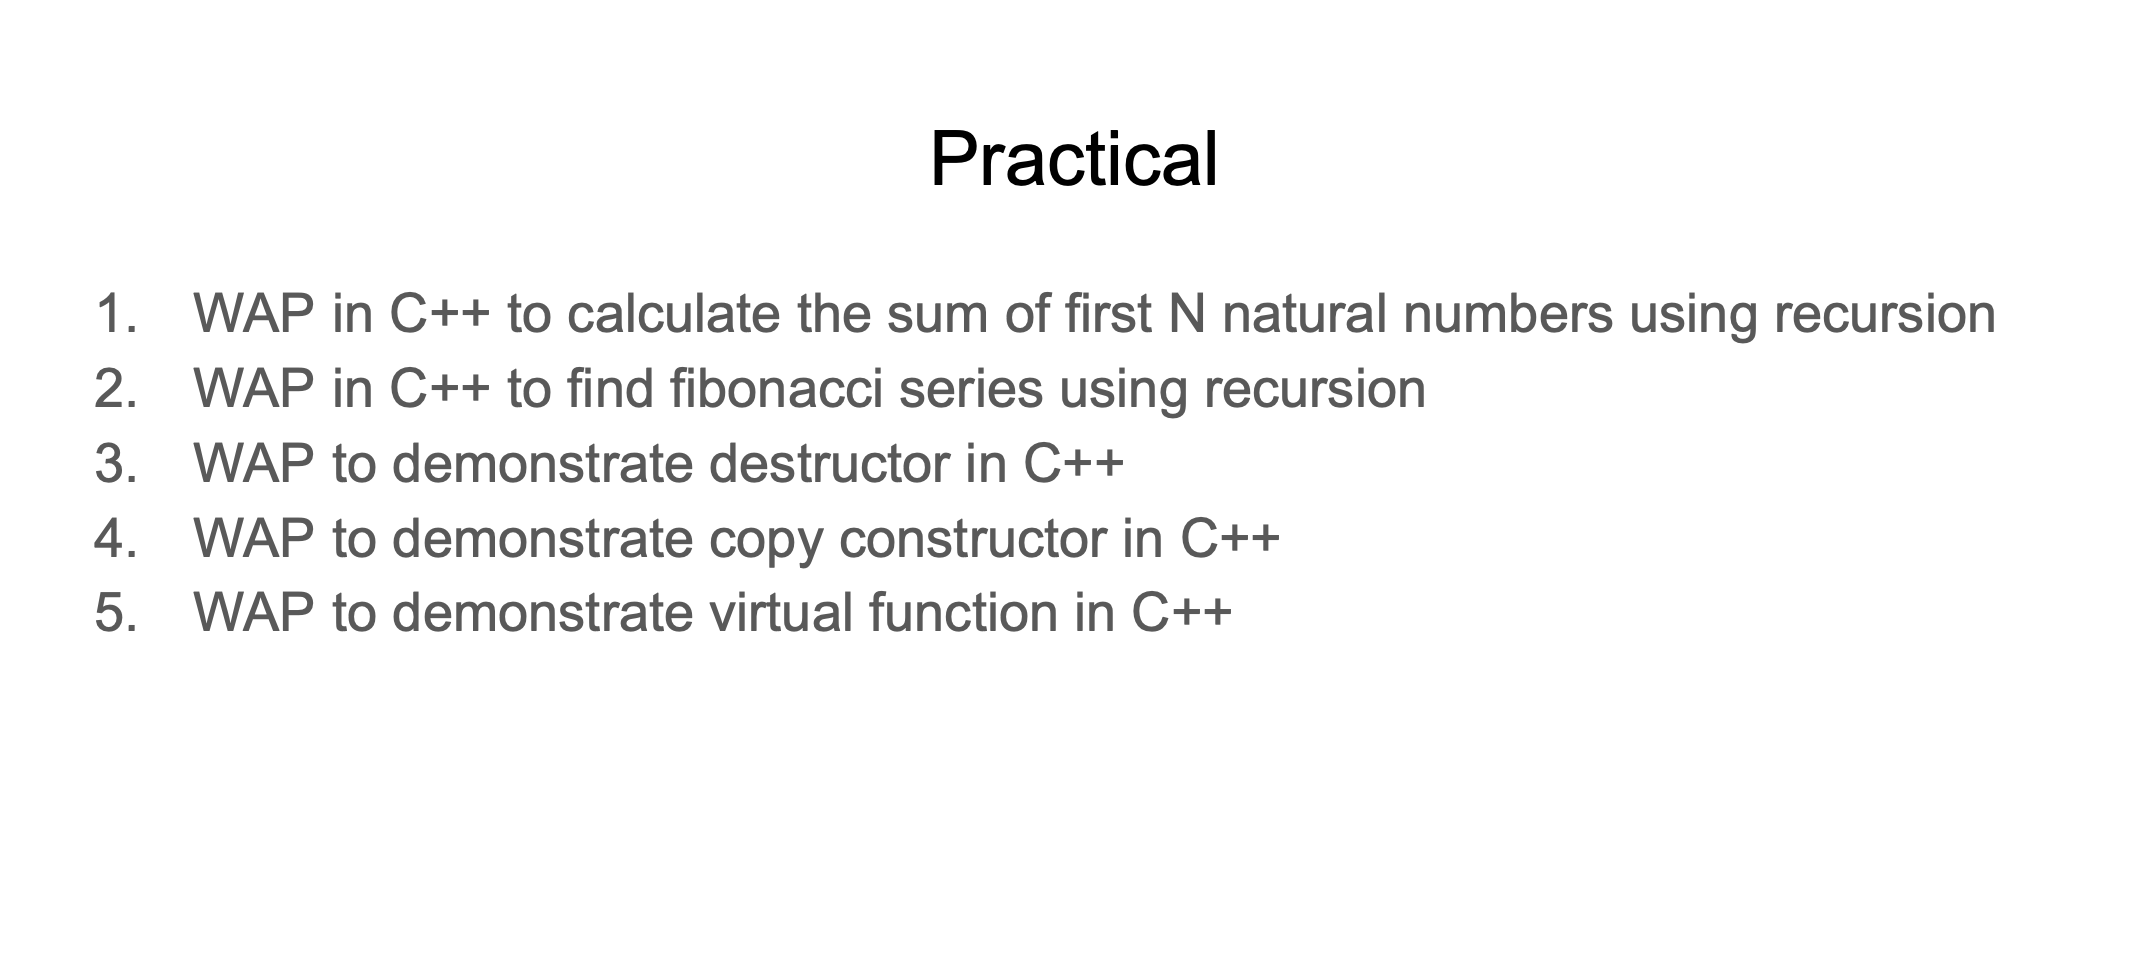 Practical
1. WAP in C++ to calculate the sum of first N natural numbers using recursion
2. WAP in C++ to find fibonacci series using recursion
3. WAP to demonstrate destructor in C++
4. WAP to demonstrate copy constructor in C++
5. WAP to demonstrate virtual function in C++